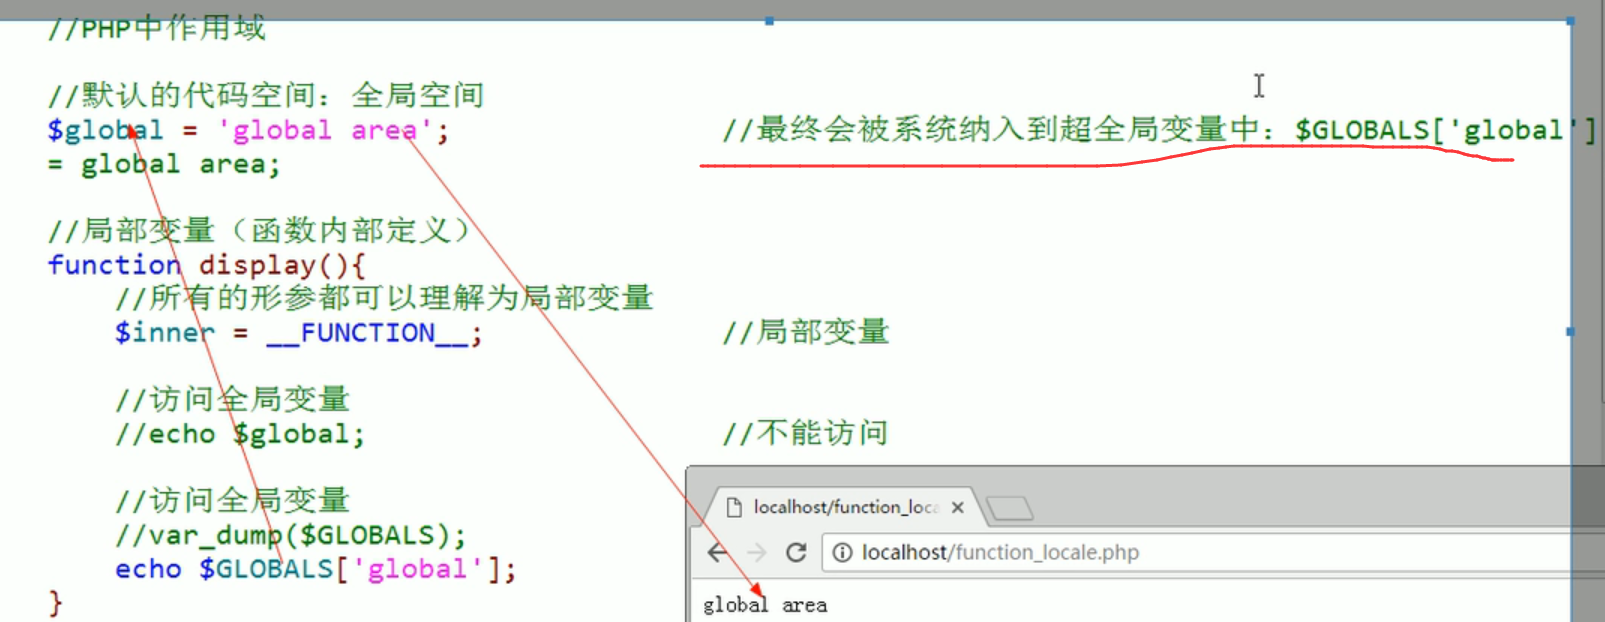 //PHP中作用域
//默认的代码空间：全局空间
$global = 'global area'; //最终会被系统纳入到超全局变量中：$GLOBALS['global']
= global area;
//局部变量（函数内部定义）
function display(){
//所有的形参都可以理解为局部变量
$inner = __FUNCTION__; //局部变量
//访问全局变量
//echo $global; //不能访问
//访问全局变量
//var_dump($GLOBALS);
echo $GLOBALS['global'];
}
localhost/function_loca
localhost/function_locale.php
global area